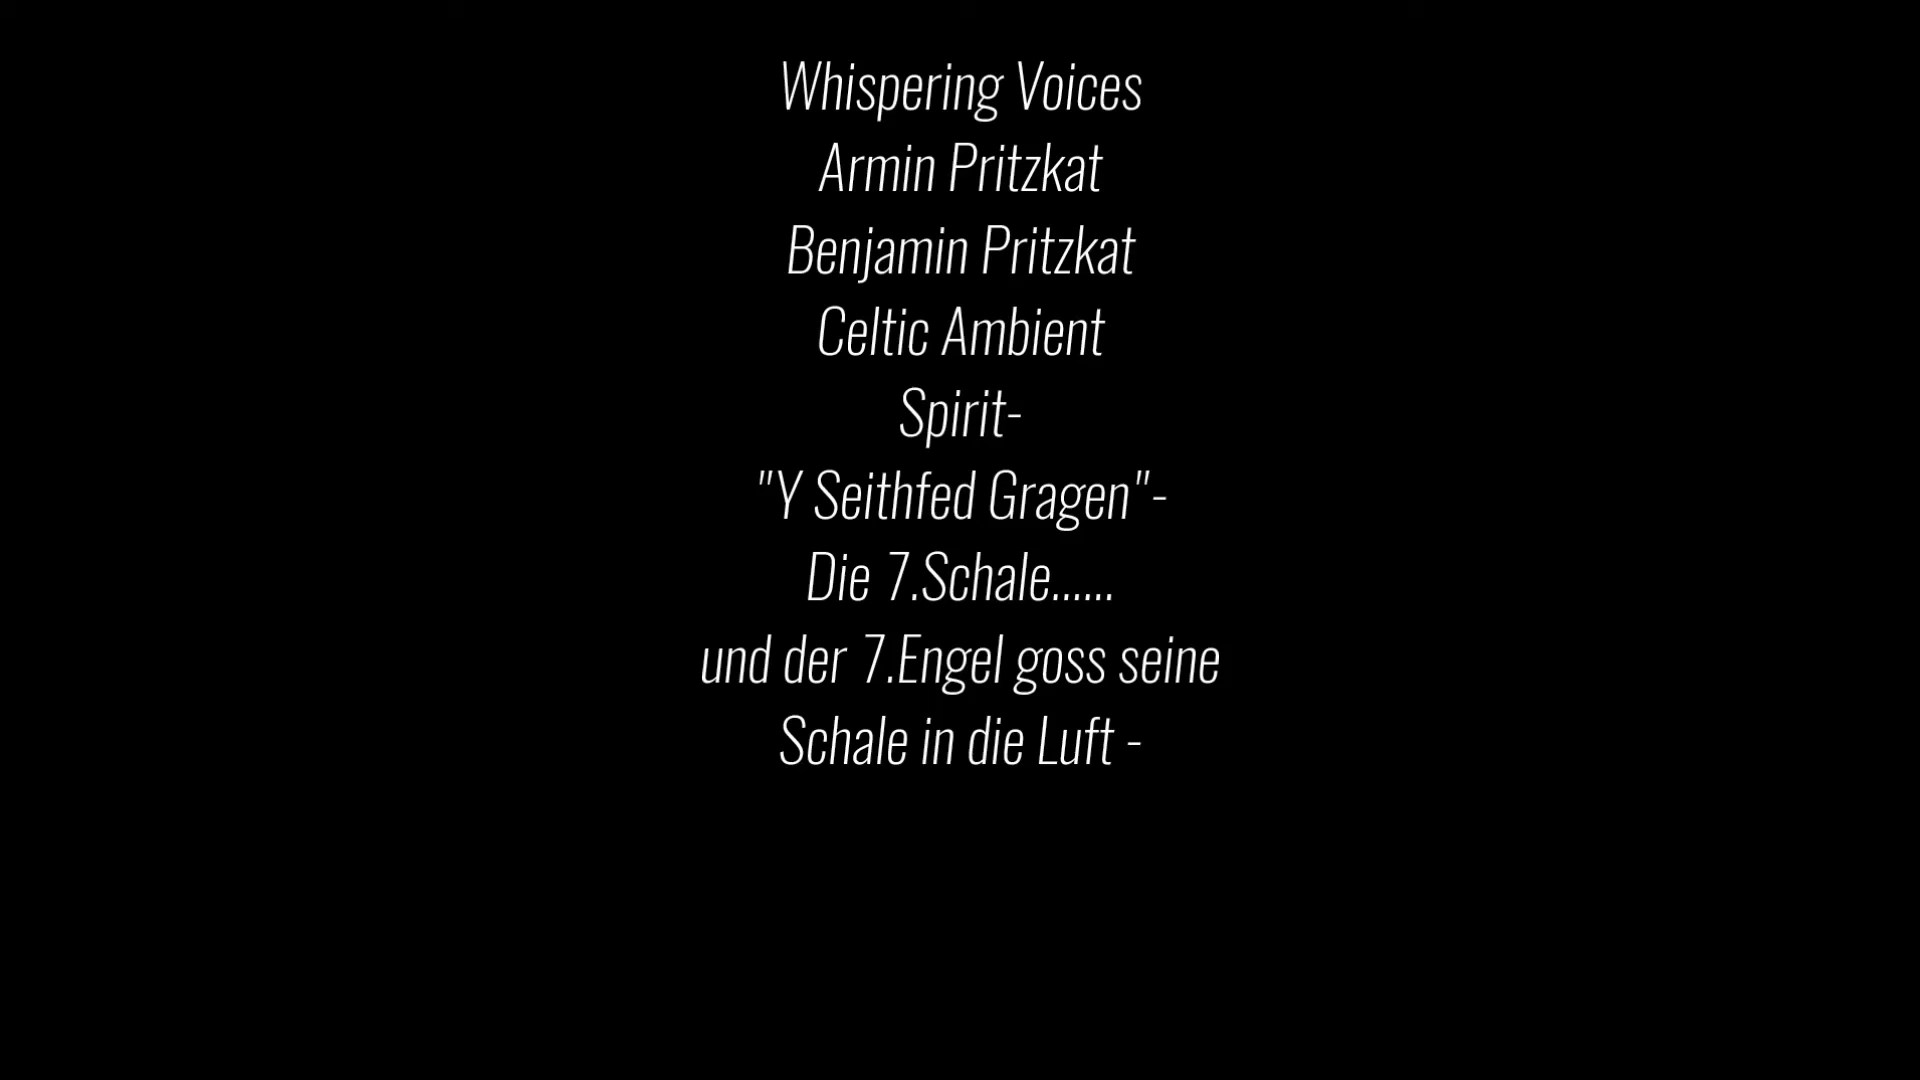 Whispering Voices
Armin Pritzkat
Benjamin Pritzkat
Celtic Ambient
Spirit-
"Y Seithfed Gragen"-
Die 7.Schale......
und der 7.Engel goss seine
Schale in die Luft -